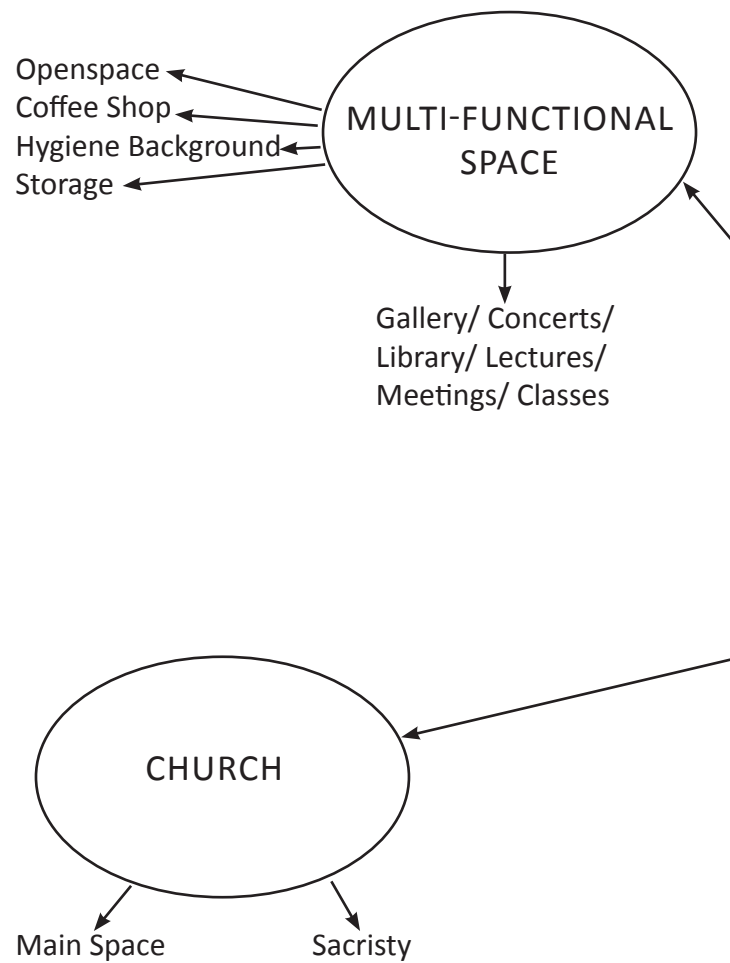 Openspace
Coffee Shop
Hygiene Background
Storage
MULTI-FUNCTIONAL
SPACE
Gallery/ Concerts/
Library/ Lectures/
Meetings/ Classes
CHURCH
Main Space
Sacristy